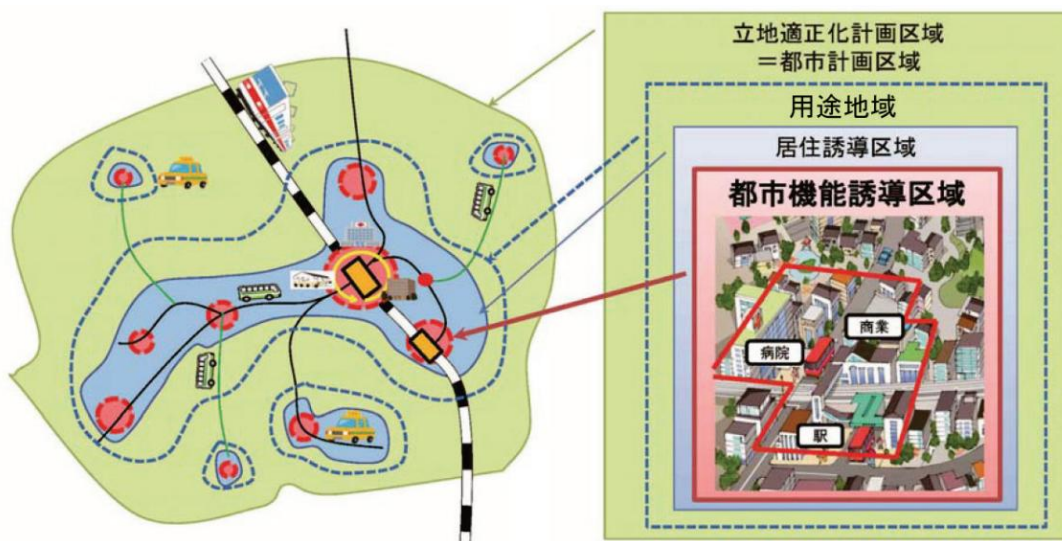 立地適正化計画区域
＝都市計画区域
用途地域
居住誘導区域
都市機能誘導区域
商業
病院
駅